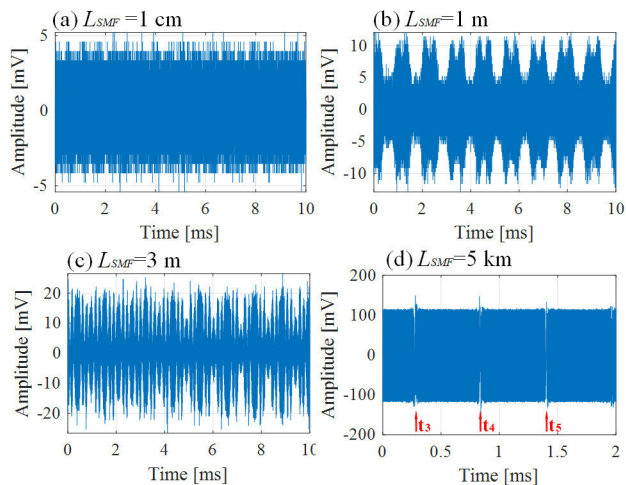 (a) L_SMF =1 cm
5
0
-5
Amplitude [mV]
0 2 4 6 8 10
Time [ms]
(b) L_SMF=1 m
10
5
0
-5
-10
Amplitude [mV]
0 2 4 6 8 10
Time [ms]
(c) L_SMF=3 m
20
10
0
-10
-20
Amplitude [mV]
0 2 4 6 8 10
Time [ms]
(d) L_SMF=5 km
200
100
0
-100
-200
Amplitude [mV]
t3 t4 t5
0 0.5 1 1.5 2
Time [ms]